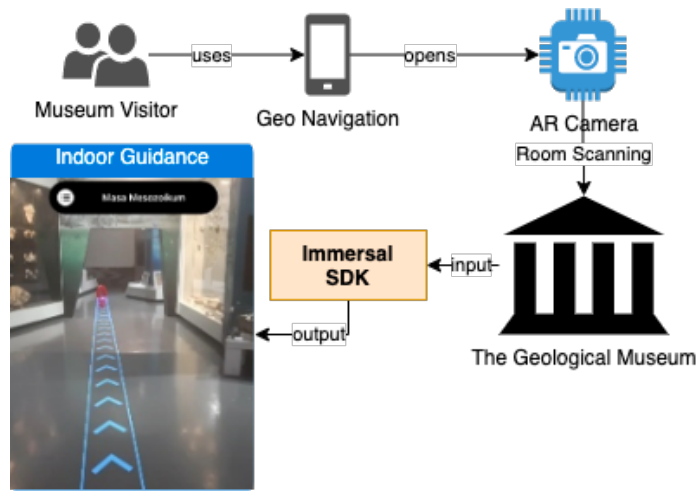 uses
opens
Museum Visitor
Geo Navigation
AR Camera
Room Scanning
Indoor Guidance
Masa Mesozoikum
Immersal
SDK
input
output
The Geological Museum